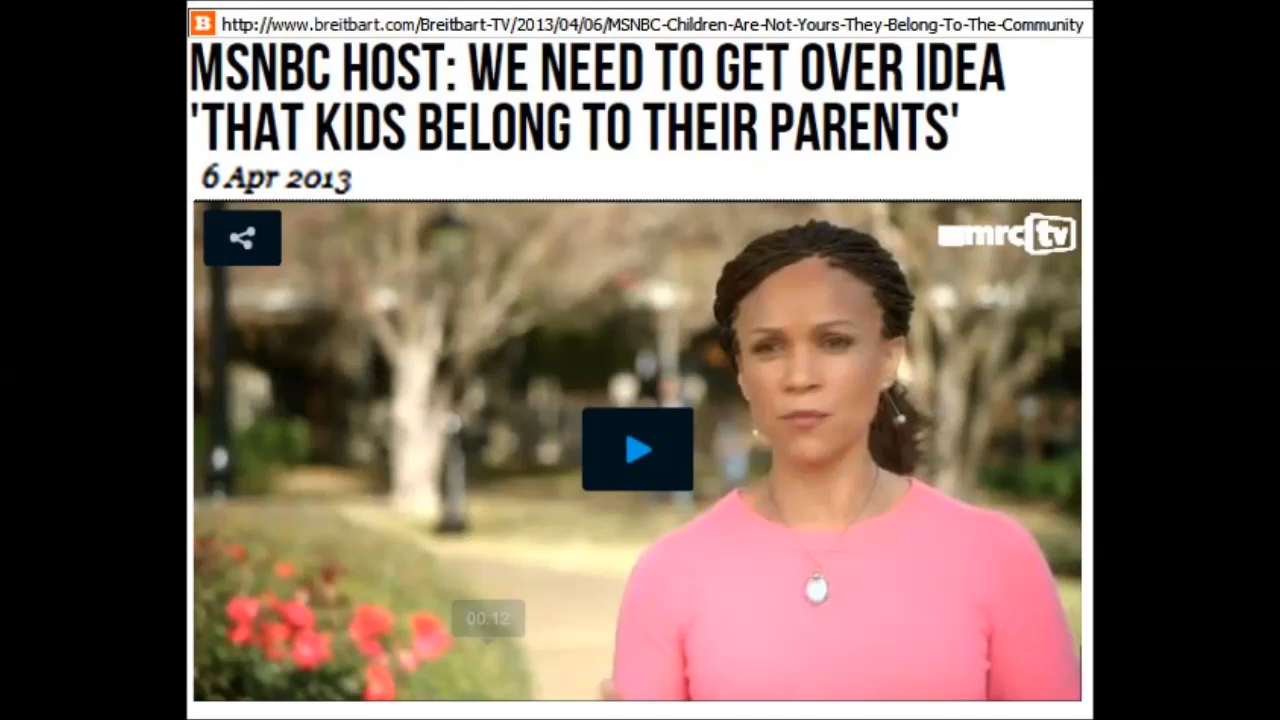 B http://www.breitbart.com/Breitbart-TV/2013/04/06/MSNBC-Children-Are-Not-Yours-They-Belong-To-The-Community
MSNBC HOST: WE NEED TO GET OVER IDEA
'THAT KIDS BELONG TO THEIR PARENTS'
6 Apr 2013
mrc tv
00:12